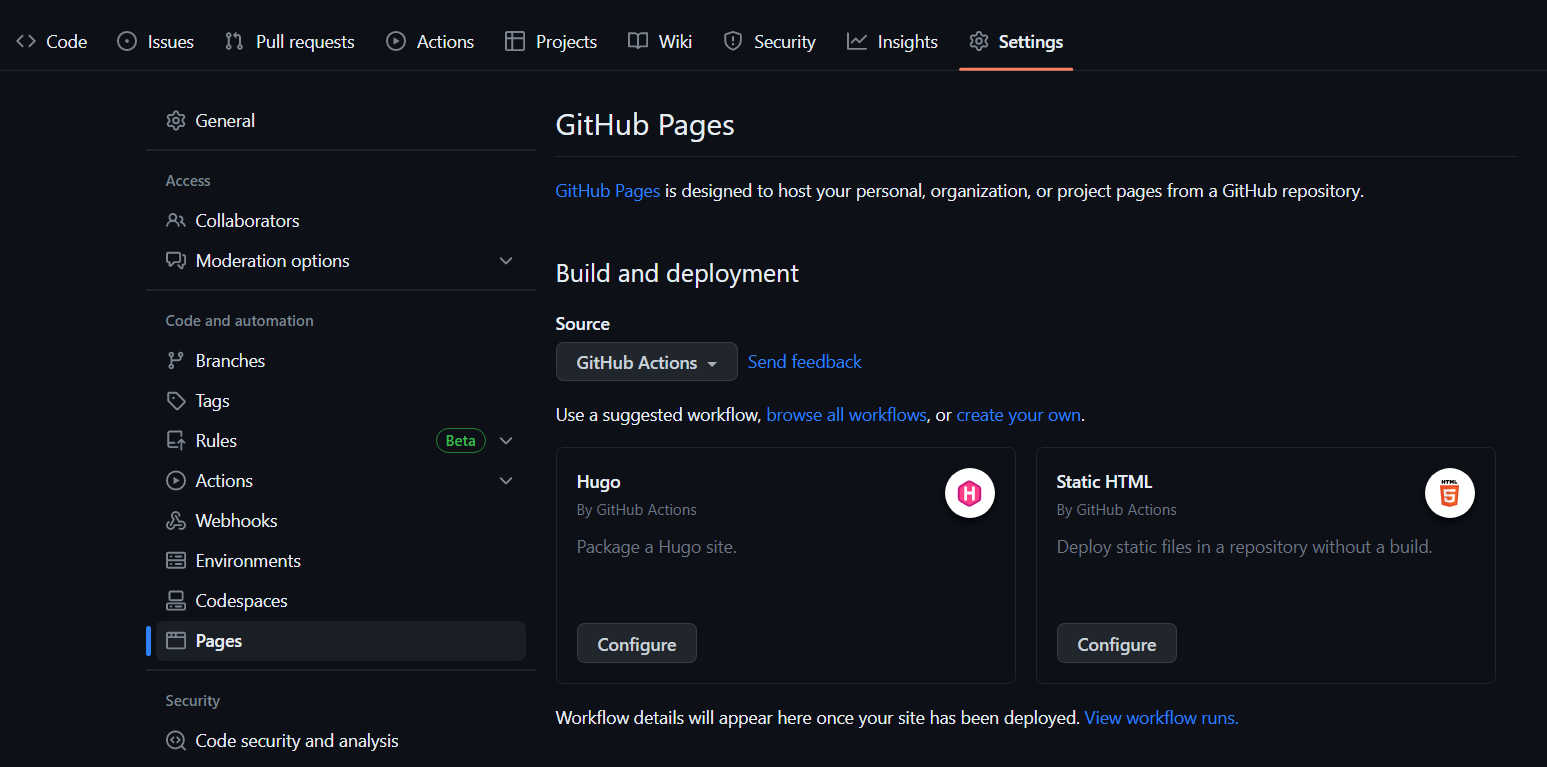 Code Issues Pull requests Actions Projects Wiki Security Insights Settings
General
Access
Collaborators
Moderation options
Code and automation
Branches
Tags
Rules Beta
Actions
Webhooks
Environments
Codespaces
Pages
Security
Code security and analysis
GitHub Pages
GitHub Pages is designed to host your personal, organization, or project pages from a GitHub repository.
Build and deployment
Source
GitHub Actions Send feedback
Use a suggested workflow, browse all workflows, or create your own.
Hugo
By GitHub Actions
Package a Hugo site.
Configure
Static HTML
HTML
5
By GitHub Actions
Deploy static files in a repository without a build.
Configure
Workflow details will appear here once your site has been deployed. View workflow runs.